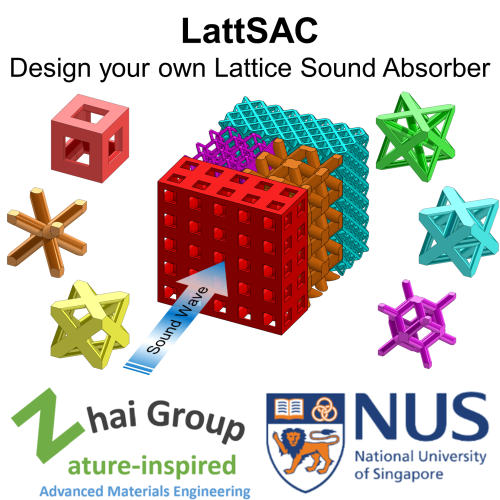 LattSAC
Design your own Lattice Sound Absorber
Sound Wave
Zhai Group
ature-inspired
Advanced Materials Engineering
NUS
National University
of Singapore